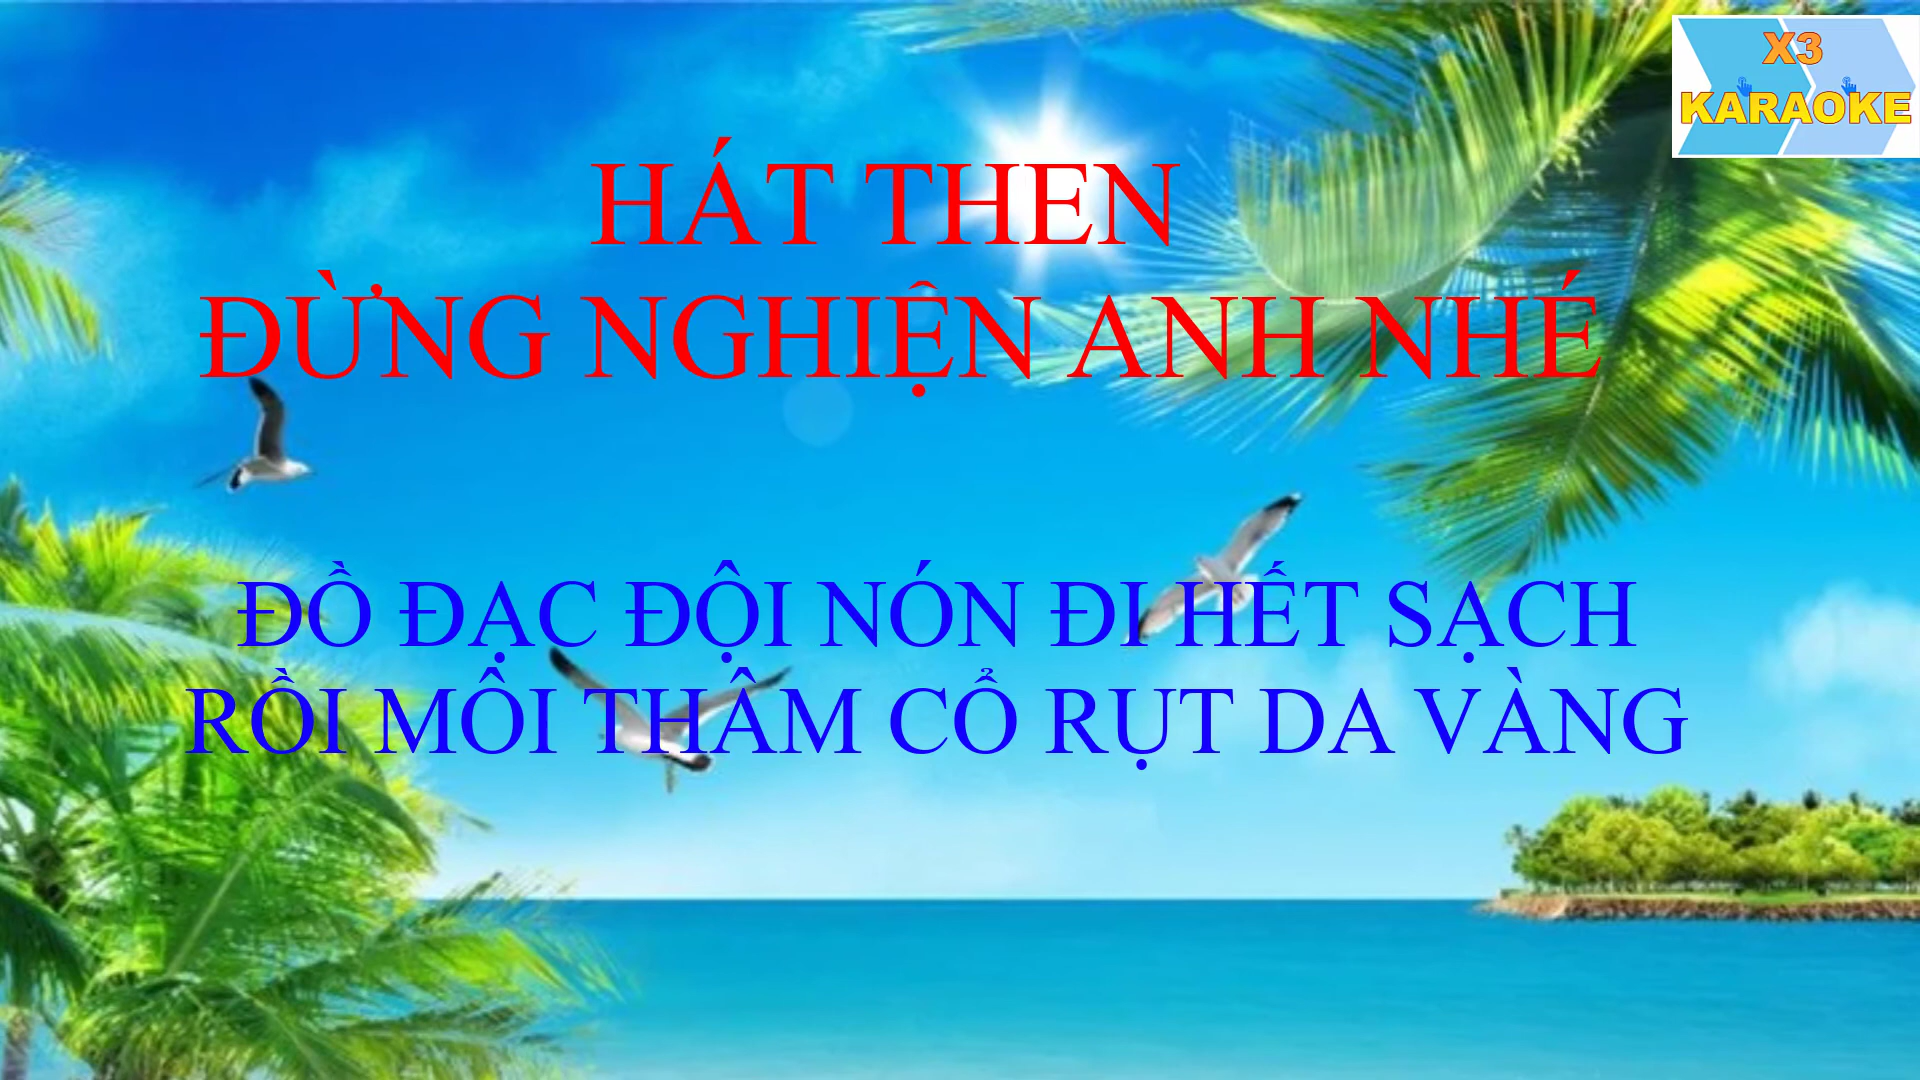 X3
KARAOKE
HÁT THEN
ĐỪNG NGHIỆN ANH NHÉ
ĐỒ ĐẠC ĐỘI NÓN ĐI HẾT SẠCH
RỒI MÔI THÂM CỔ RỤT DA VÀNG